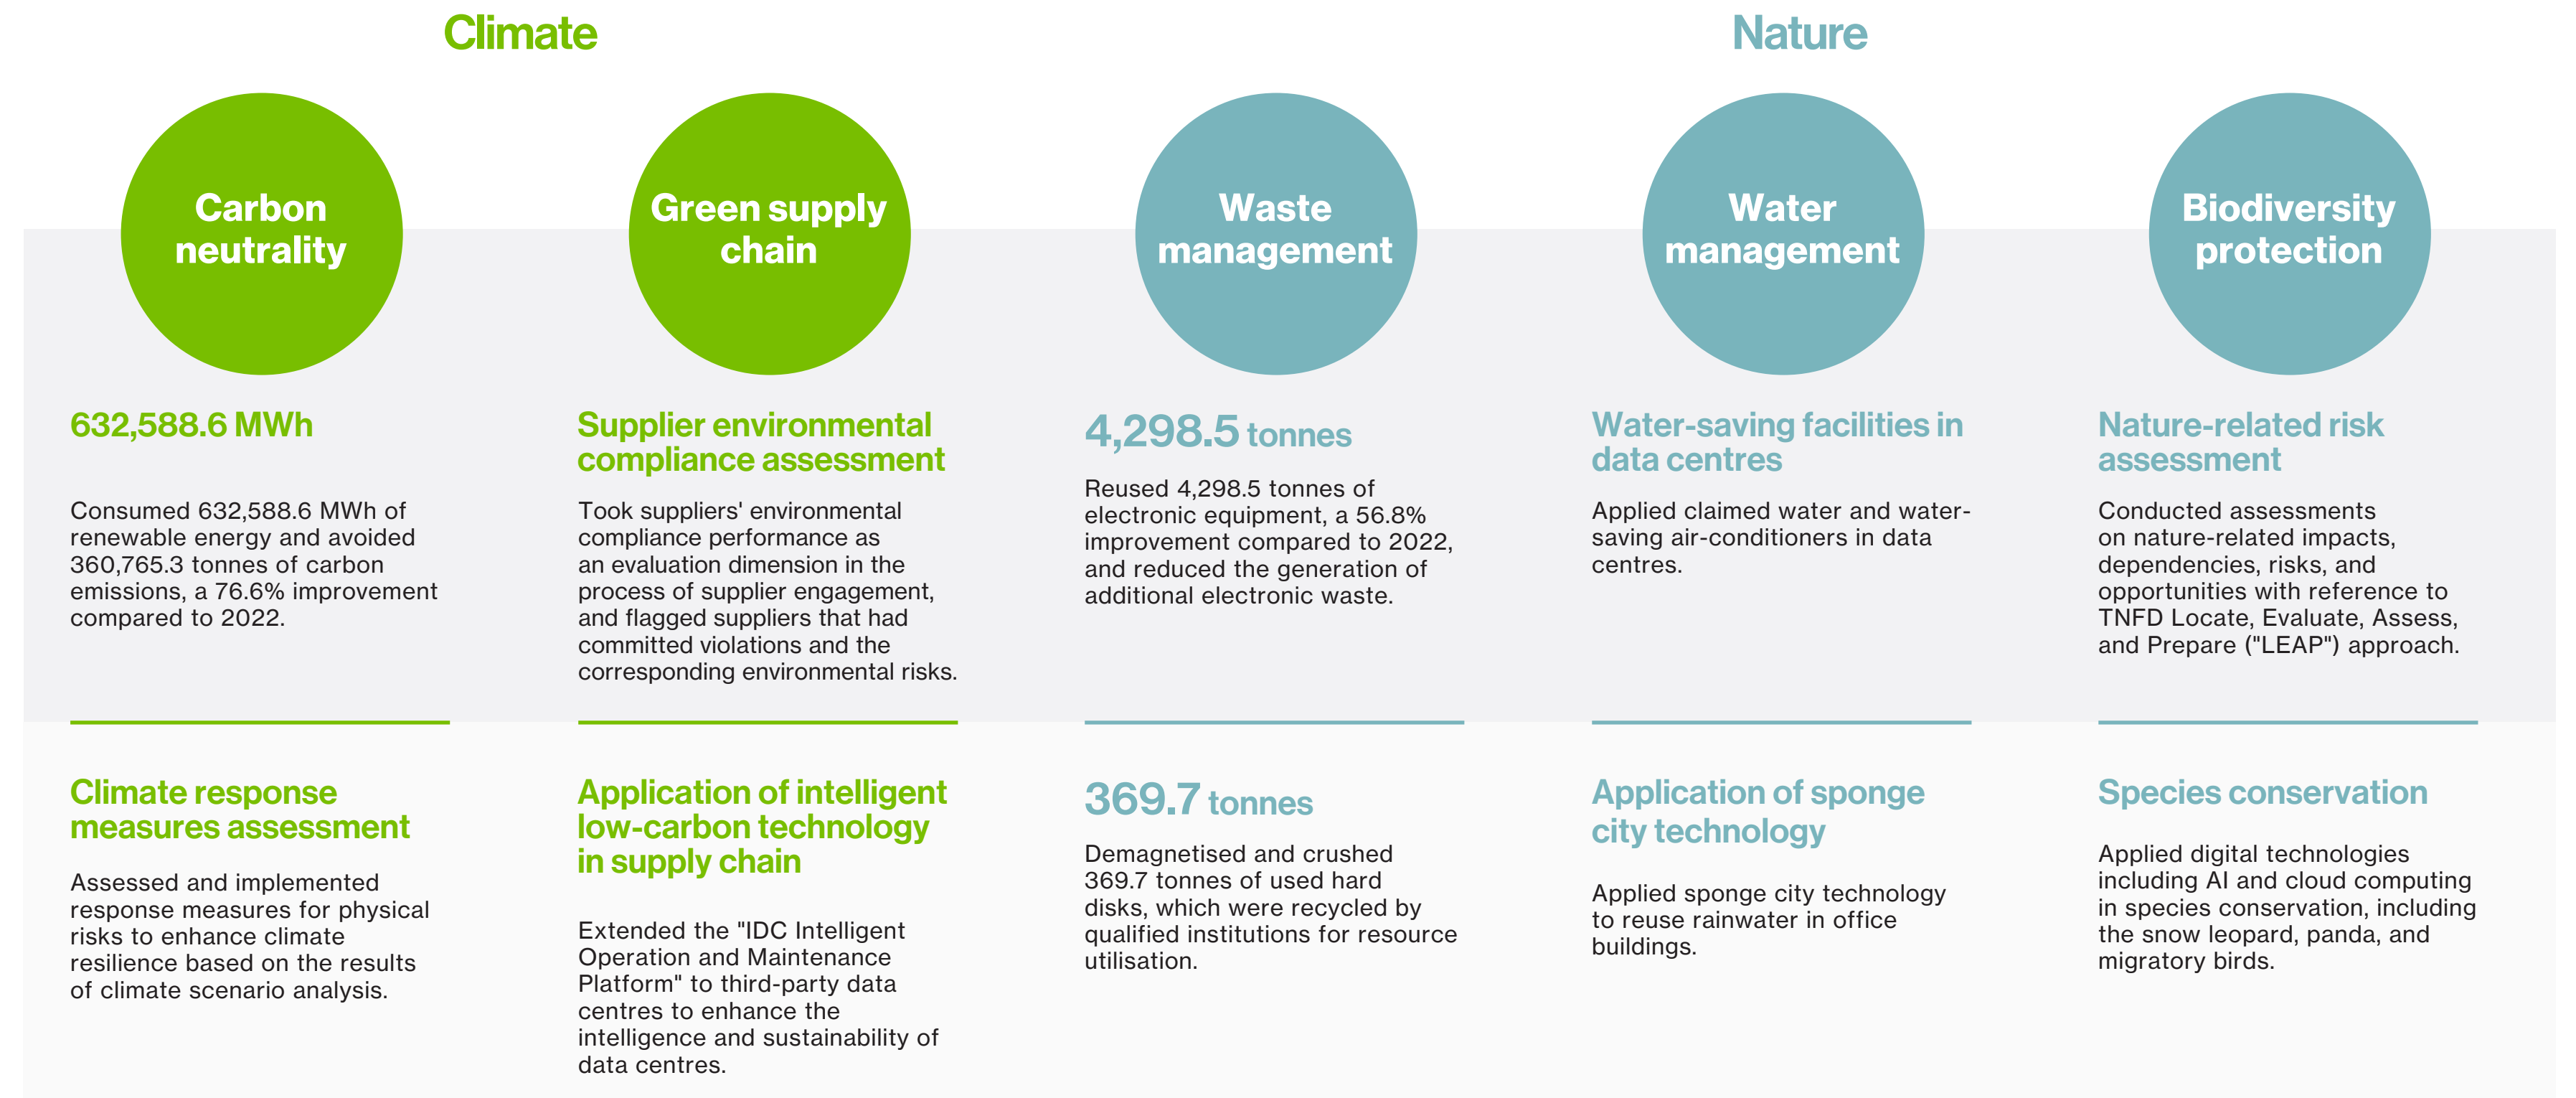 Climate
Nature
Carbon
neutrality
Green supply
chain
Waste
management
Water
management
Biodiversity
protection
632,588.6 MWh
Consumed 632,588.6 MWh of
renewable energy and avoided
360,765.3 tonnes of carbon
emissions, a 76.6% improvement
compared to 2022.
Supplier environmental
compliance assessment
Took suppliers' environmental
compliance performance as
an evaluation dimension in the
process of supplier engagement,
and flagged suppliers that had
committed violations and the
corresponding environmental risks.
4,298.5 tonnes
Reused 4,298.5 tonnes of
electronic equipment, a 56.8%
improvement compared to 2022,
and reduced the generation of
additional electronic waste.
Water-saving facilities in
data centres
Applied claimed water and water-
saving air-conditioners in data
centres.
Nature-related risk
assessment
Conducted assessments
on nature-related impacts,
dependencies, risks, and
opportunities with reference to
TNFD Locate, Evaluate, Assess,
and Prepare ("LEAP") approach.
Climate response
measures assessment
Assessed and implemented
response measures for physical
risks to enhance climate
resilience based on the results
of climate scenario analysis.
Application of intelligent
low-carbon technology
in supply chain
Extended the "IDC Intelligent
Operation and Maintenance
Platform" to third-party data
centres to enhance the
intelligence and sustainability of
data centres.
369.7 tonnes
Demagnetised and crushed
369.7 tonnes of used hard
disks, which were recycled by
qualified institutions for resource
utilisation.
Application of sponge
city technology
Applied sponge city technology
to reuse rainwater in office
buildings.
Species conservation
Applied digital technologies
including AI and cloud computing
in species conservation, including
the snow leopard, panda, and
migratory birds.